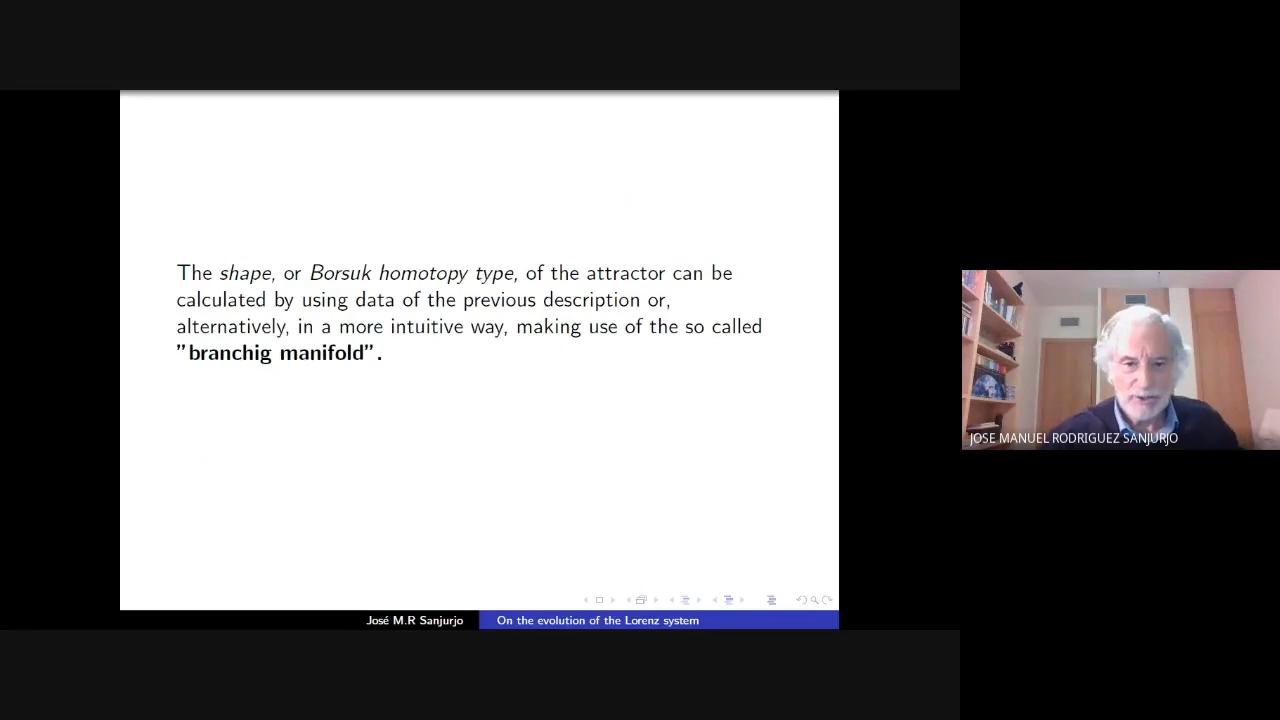 The shape, or Borsuk homotopy type, of the attractor can be
calculated by using data of the previous description or,
alternatively, in a more intuitive way, making use of the so called
"branchig manifold".
José M.R Sanjurjo
On the evolution of the Lorenz system
JOSE MANUEL RODRIGUEZ SANJURJO